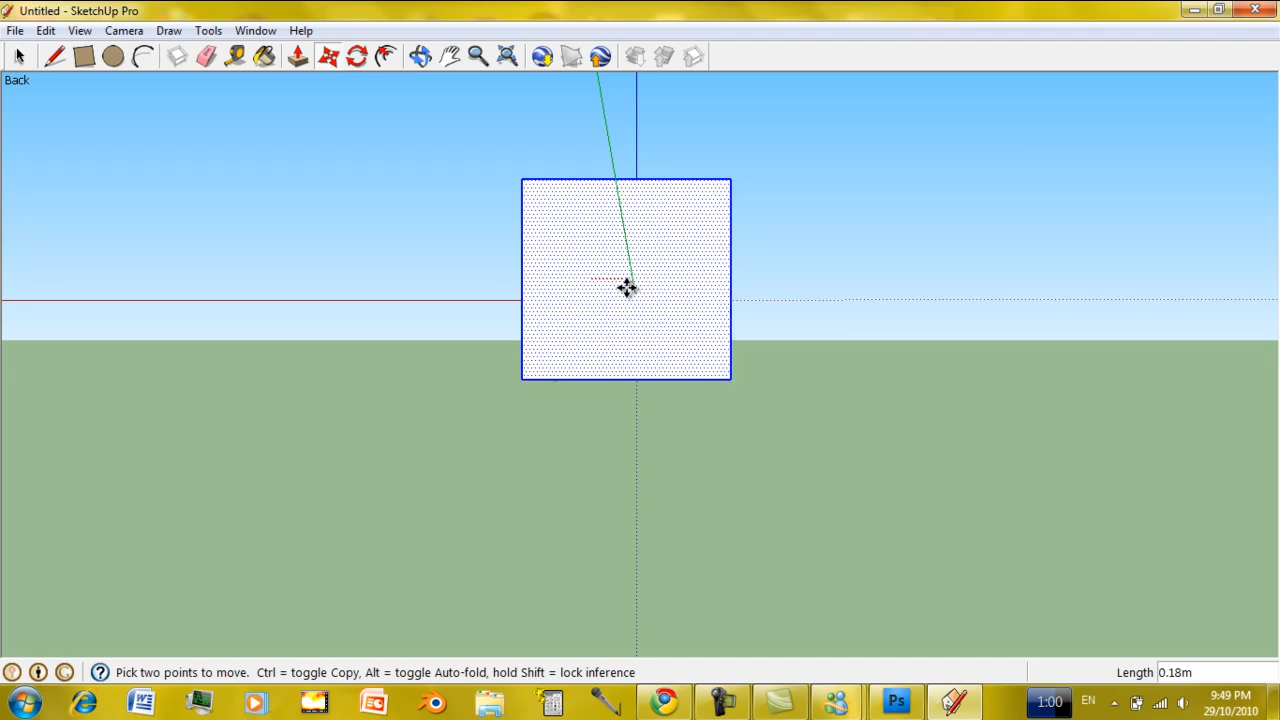 Untitled - SketchUp Pro
File Edit View Camera Draw Tools Window Help
Back
Pick two points to move. Ctrl = toggle Copy, Alt = toggle Auto-fold, hold Shift = lock inference Length 0.18m
1:00 EN 9:49 PM
29/10/2010